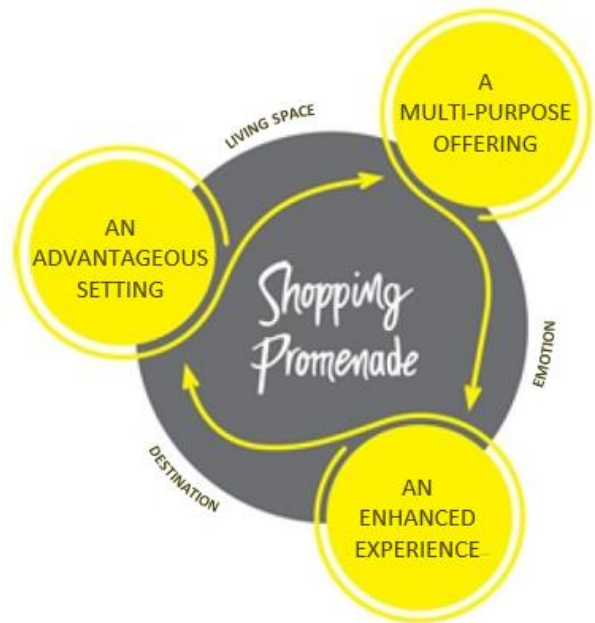 A
MULTI-PURPOSE
OFFERING
LIVING SPACE
AN
ADVANTAGEOUS
SETTING
Shopping
Promenade
EMOTION
DESTINATION
AN
ENHANCED
EXPERIENCE